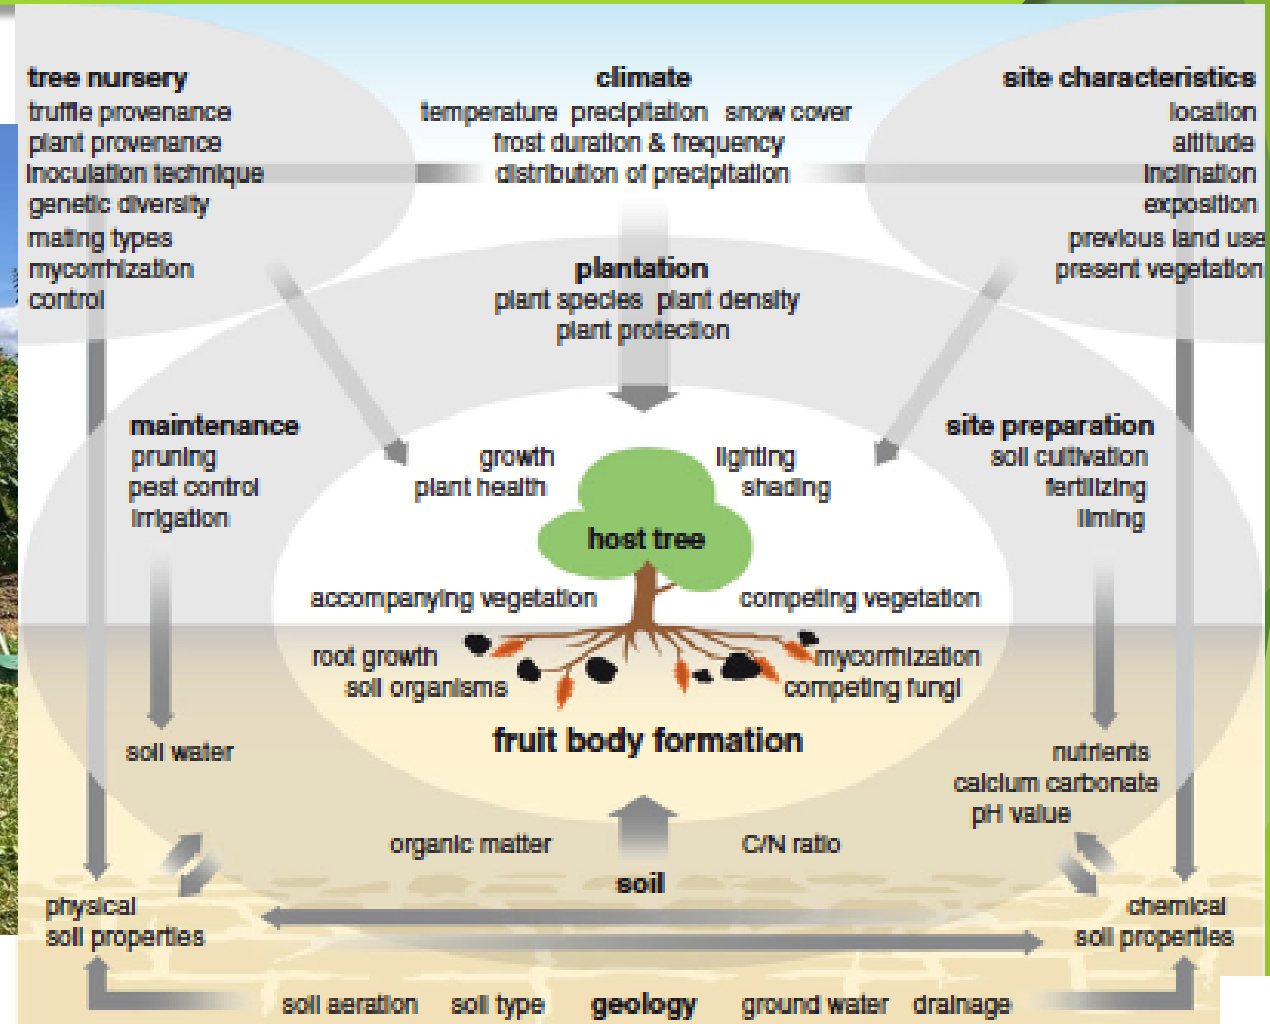 tree nursery
truffle provenance
plant provenance
inoculation technique
genetic diversity
mating types
mycorrhization
control
climate
temperature precipitation snow cover
frost duration & frequency
distribution of precipitation
site characteristics
location
altitude
inclination
exposition
previous land use
present vegetation
plantation
plant species plant density
plant protection
maintenance
pruning
pest control
irrigation
growth
plant health
lighting
shading
site preparation
soil cultivation
fertilizing
liming
host tree
accompanying vegetation
competing vegetation
root growth
soil organisms
mycorrhization
competing fungi
fruit body formation
soil water
nutrients
calcium carbonate
pH value
organic matter
C/N ratio
soil
physical
soil properties
chemical
soil properties
soil aeration soil type geology ground water drainage